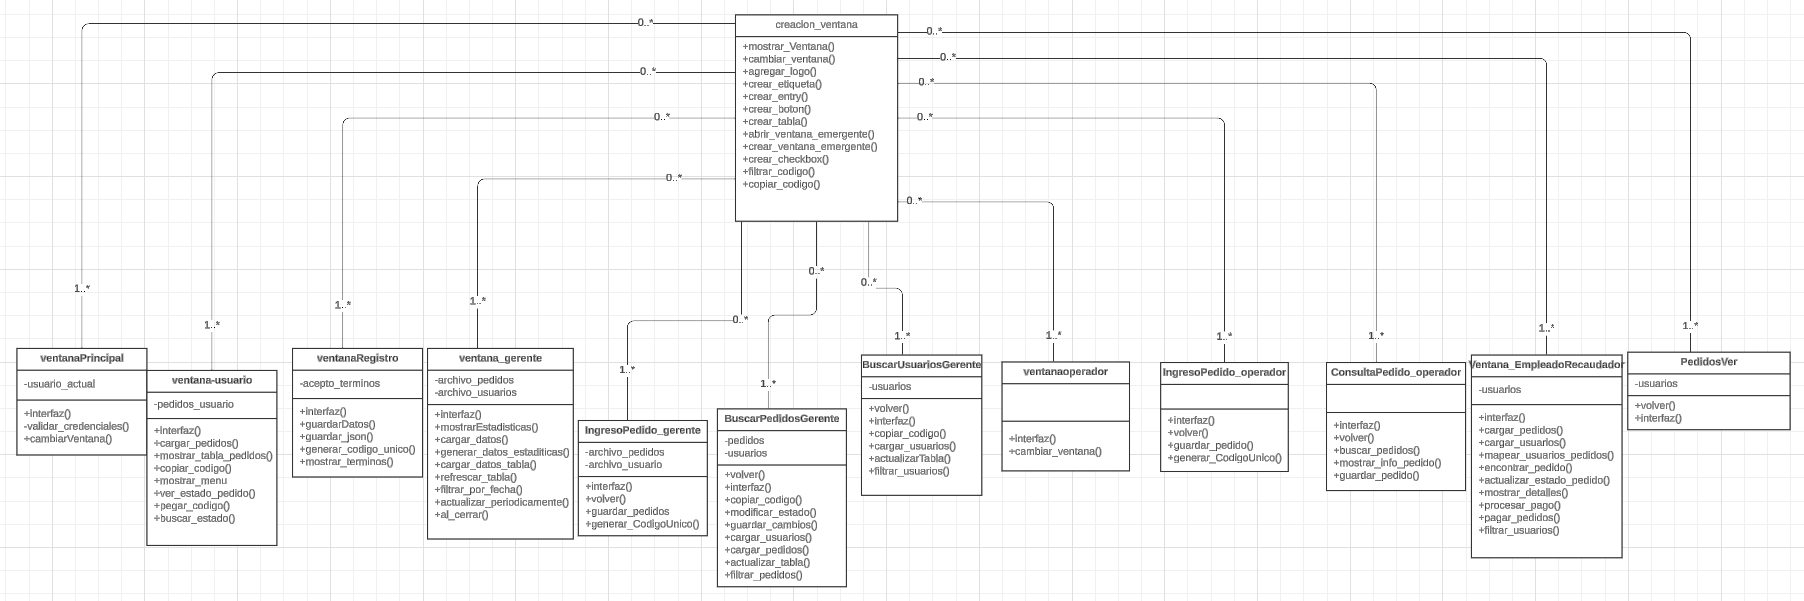 creacion_ventana
+mostrar_Ventana()
+cambiar_ventana()
+agregar_logo()
+crear_etiqueta()
+crear_entry()
+crear_boton()
+crear_tabla()
+abrir_ventana_emergente()
+crear_ventana_emergente()
+crear_checkbox()
+filtrar_codigo()
+copiar_codigo()
0..*
0..*
0..*
0..*
0..*
0..*
0..*
0..*
0..*
0..*
0..*
0..*
1..*
1..*
1..*
1..*
1..*
1..*
1..*
1..*
1..*
1..*
1..*
1..*
ventanaPrincipal
-usuario_actual
+interfaz()
-validar_credenciales()
+cambiarVentana()
ventana-usuario
-pedidos_usuario
+interfaz()
+cargar_pedidos()
+mostrar_tabla_pedidos()
+copiar_codigo()
+mostrar_menu
+ver_estado_pedido()
+pegar_codigo()
+buscar_estado()
ventanaRegistro
-acepto_terminos
+interfaz()
+guardarDatos()
+guardar_json()
+generar_codigo_unico()
+mostrar_terminos()
ventana_gerente
-archivo_pedidos
-archivo_usuarios
+interfaz()
+mostrarEstadisticas()
+cargar_datos()
+generar_datos_estadíticas()
+cargar_datos_tabla()
+refrescar_tabla()
+filtrar_por_fecha()
+actualizar_periodicamente()
+al_cerrar()
IngresoPedido_gerente
-archivo_pedidos
-archivo_usuario
+interfaz()
+volver()
+guardar_pedidos
+generar_CodigoUnico()
BuscarPedidosGerente
-pedidos
-usuarios
+volver()
+interfaz()
+copiar_codigo()
+modificar_estado()
+guardar_cambios()
+cargar_usuarios()
+cargar_pedidos()
+actualizar_tabla()
+filtrar_pedidos()
BuscarUsuariosGerente
-usuarios
+volver()
+interfaz()
+copiar_codigo()
+cargar_usuarios()
+actualizarTabla()
+filtrar_usuarios()
ventanaoperador
+interfaz()
+cambiar_ventana()
IngresoPedido_operador
+interfaz()
+volver()
+guardar_pedido()
+generar_CodigoUnico()
ConsultaPedido_operador
+interfaz()
+volver()
+buscar_pedidos()
+mostrar_info_pedido()
+guardar_pedido()
Ventana_EmpleadoRecaudador
-usuarios
+interfaz()
+cargar_pedidos()
+cargar_usuarios()
+mapear_usuarios_pedidos()
+encontrar_pedido()
+actualizar_estado_pedido()
+mostrar_detalles()
+procesar_pago()
+pagar_pedidos()
+filtrar_usuarios()
PedidosVer
-usuarios
+volver()
+interfaz()